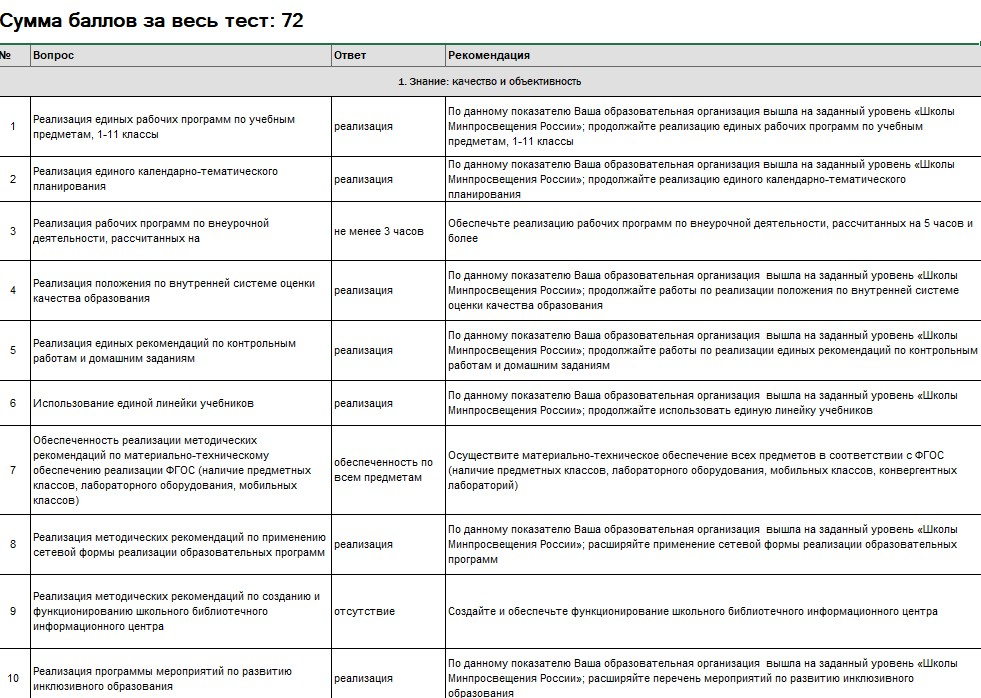 Сумма баллов за весь тест: 72
№ Вопрос Ответ Рекомендация
1. Знание: качество и объективность
1
Реализация единых рабочих программ по учебным
предметам, 1-11 классы
реализация
По данному показателю Ваша образовательная организация вышла на заданный уровень «Школы
Минпросвещения России»; продолжайте реализацию единых рабочих программ по учебным
предметам, 1-11 классы
2
Реализация единого календарно-тематического
планирования
реализация
По данному показателю Ваша образовательная организация вышла на заданный уровень «Школы
Минпросвещения России»; продолжайте реализацию единого календарно-тематического
планирования
3
Реализация рабочих программ по внеурочной
деятельности, рассчитанных на
не менее 3 часов
Обеспечьте реализацию рабочих программ по внеурочной деятельности, рассчитанных на 5 часов и
более
4
Реализация положения по внутренней системе оценки
качества образования
реализация
По данному показателю Ваша образовательная организация вышла на заданный уровень «Школы
Минпросвещения России»; продолжайте работы по реализации положения по внутренней системе
оценки качества образования
5
Реализация единых рекомендаций по контрольным
работам и домашним заданиям
реализация
По данному показателю Ваша образовательная организация вышла на заданный уровень «Школы
Минпросвещения России»; продолжайте работы по реализации единых рекомендаций по контрольным
работам и домашним заданиям
6
Использование единой линейки учебников
реализация
По данному показателю Ваша образовательная организация вышла на заданный уровень «Школы
Минпросвещения России»; продолжайте использовать единую линейку учебников
7
Обеспеченность реализации методических
рекомендаций по материально-техническому
обеспечению реализации ФГОС (наличие предметных
классов, лабораторного оборудования, мобильных
классов)
обеспеченность по
всем предметам
Осуществите материально-техническое обеспечение всех предметов в соответствии с ФГОС
(наличие предметных классов, лабораторного оборудования, мобильных классов, конвергентных
лабораторий)
8
Реализация методических рекомендаций по применению
сетевой формы реализации образовательных программ
реализация
По данному показателю Ваша образовательная организация вышла на заданный уровень «Школы
Минпросвещения России»; расширяйте применение сетевой формы реализации образовательных
программ
9
Реализация методических рекомендаций по созданию и
функционированию школьного библиотечного
информационного центра
отсутствие
Создайте и обеспечьте функционирование школьного библиотечного информационного центра
10
Реализация программы мероприятий по развитию
инклюзивного образования
реализация
По данному показателю Ваша образовательная организация вышла на заданный уровень «Школы
Минпросвещения России»; расширяйте перечень мероприятий по развитию инклюзивного
образования